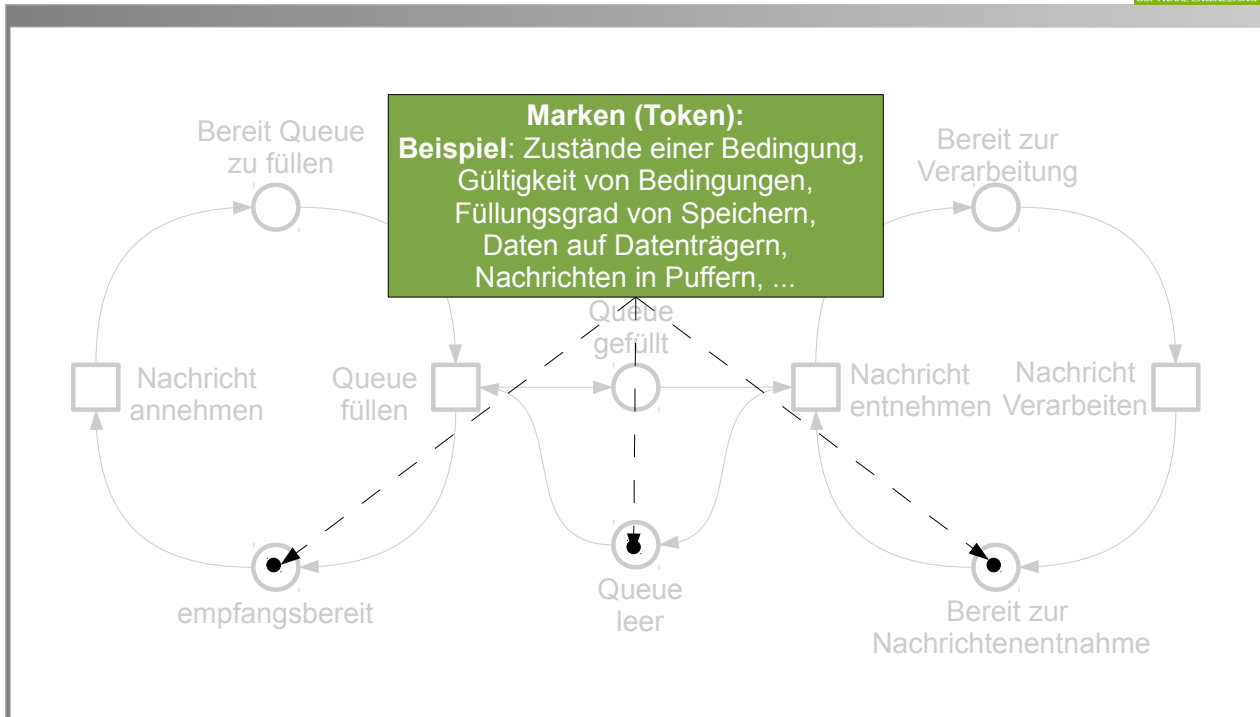 SOFTWARE ENGINEERING
Marken (Token):
Beispiel: Zustände einer Bedingung,
Gültigkeit von Bedingungen,
Füllungsgrad von Speichern,
Daten auf Datenträgern,
Nachrichten in Puffern, ...
Bereit Queue
zu füllen
Bereit zur
Verarbeitung
Queue
gefüllt
Nachricht
annehmen
Queue
füllen
Nachricht
entnehmen
Nachricht
Verarbeiten
empfangsbereit
Queue
leer
Bereit zur
Nachrichtenentnahme